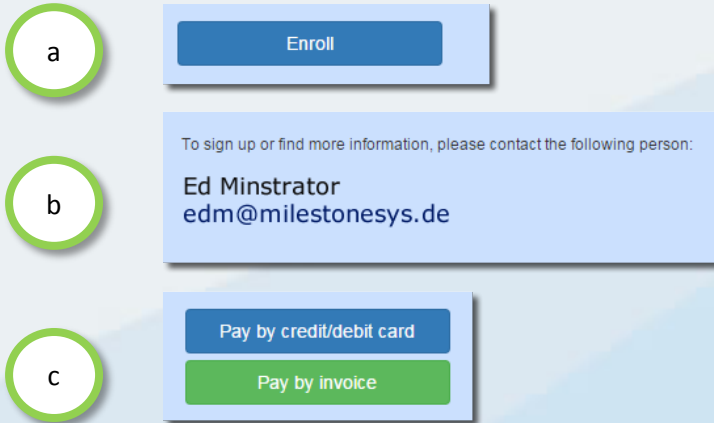 a
Enroll
b
To sign up or find more information, please contact the following person:
Ed Minstrator
edm@milestonesys.de
c
Pay by credit/debit card
Pay by invoice